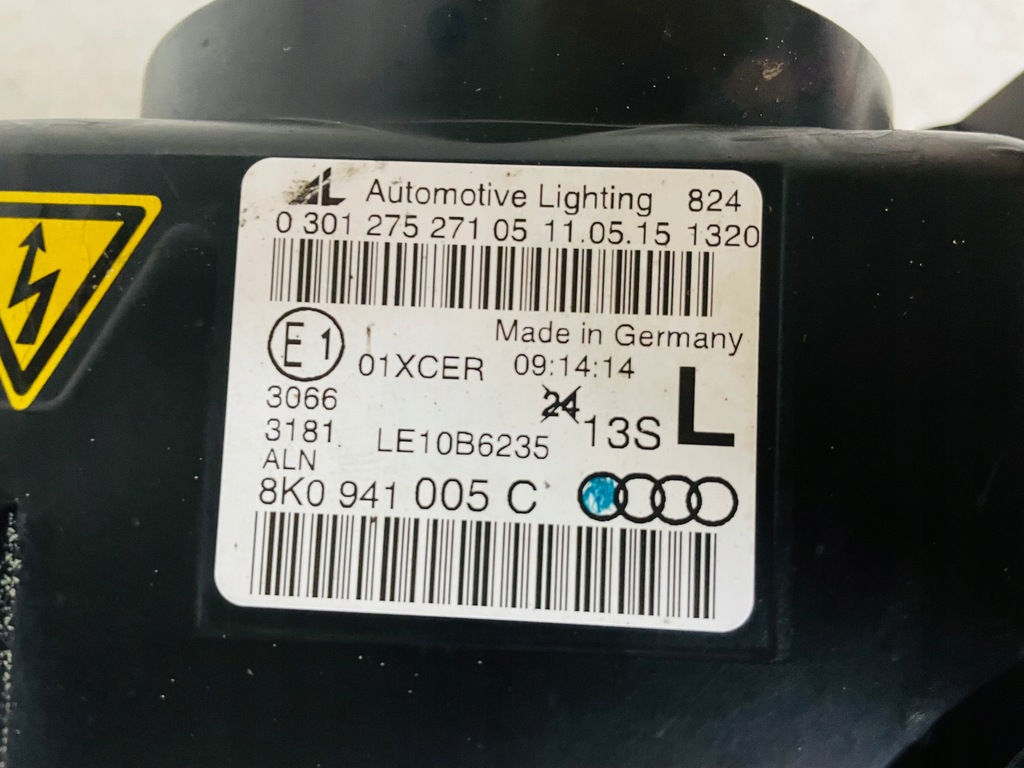 AL Automotive Lighting 824
0 301 275 271 05 11.05.15 1320
Made in Germany
E1 01XCER 09:14:14
3066 24
3181 LE10B6235 13S L
ALN
8K0 941 005 C